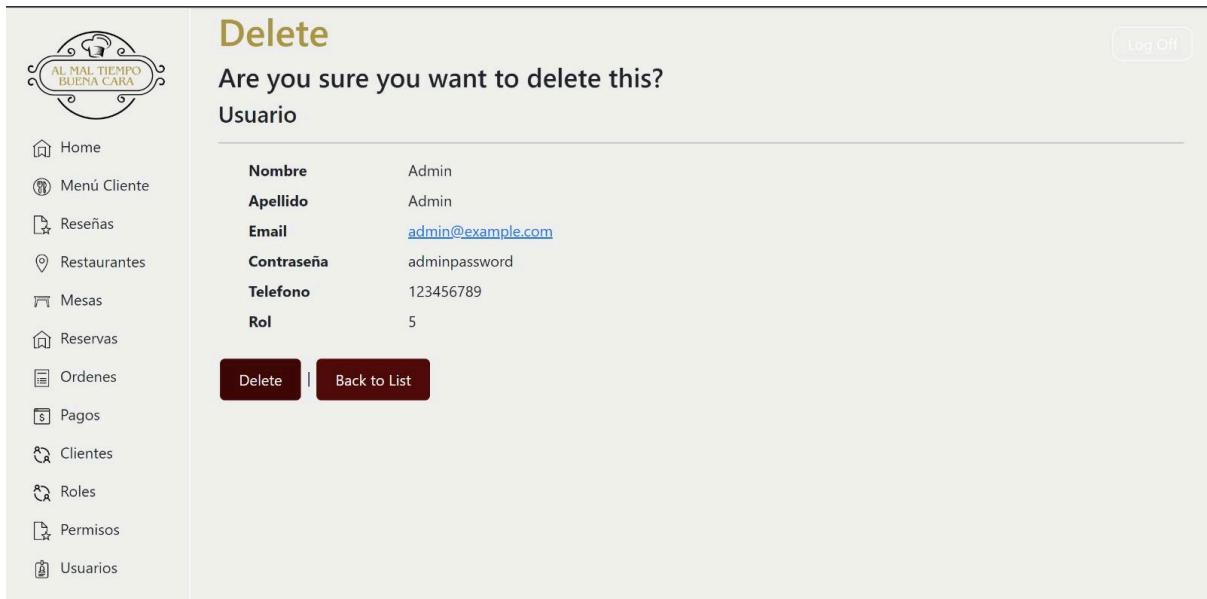 AL MAL TIEMPO
BUENA CARA
Home
Menú Cliente
Reseñas
Restaurantes
Mesas
Reservas
Ordenes
Pagos
Clientes
Roles
Permisos
Usuarios
Delete
Log Off
Are you sure you want to delete this?
Usuario
Nombre Admin
Apellido Admin
Email admin@example.com
Contraseña adminpassword
Telefono 123456789
Rol 5
Delete | Back to List